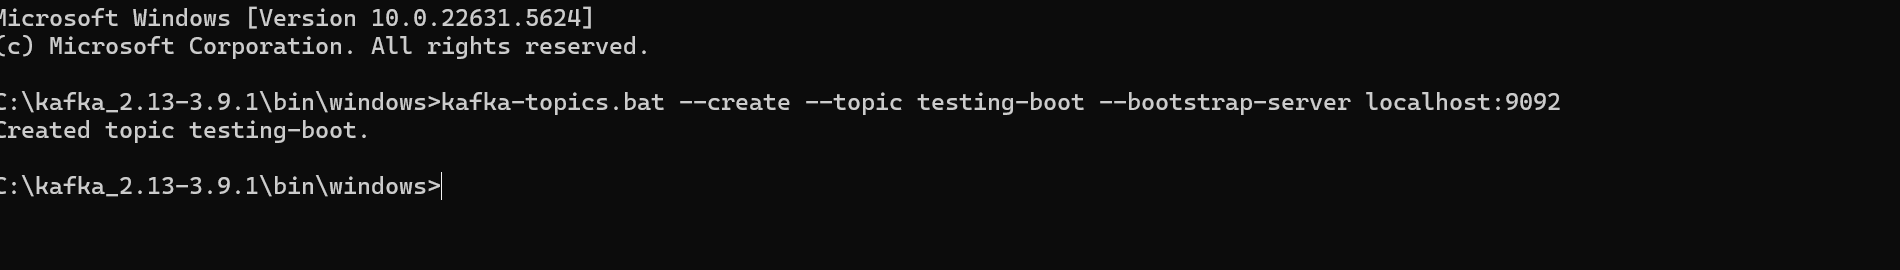 Microsoft Windows [Version 10.0.22631.5624]
(c) Microsoft Corporation. All rights reserved.
C:\kafka_2.13-3.9.1\bin\windows>kafka-topics.bat --create --topic testing-boot --bootstrap-server localhost:9092
Created topic testing-boot.
C:\kafka_2.13-3.9.1\bin\windows>